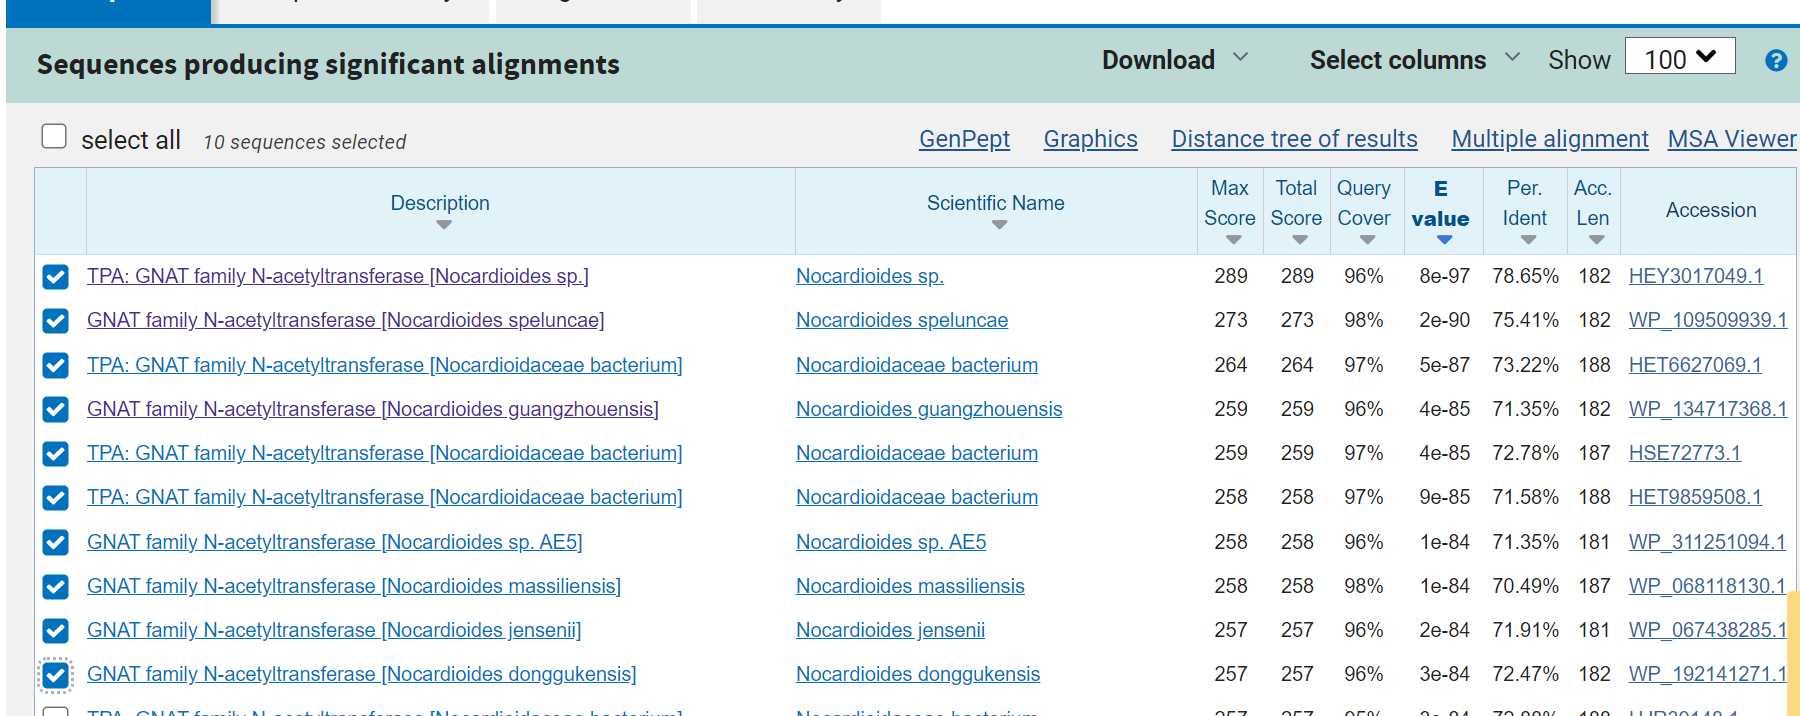 Sequences producing significant alignments Download Select columns Show 100 ?
select all 10 sequences selected GenPept Graphics Distance tree of results Multiple alignment MSA Viewer
Description Scientific Name Max Score Total Score Query Cover E value Per. Ident Acc. Len Accession
TPA: GNAT family N-acetyltransferase [Nocardioides sp.] Nocardioides sp. 289 289 96% 8e-97 78.65% 182 HEY3017049.1
GNAT family N-acetyltransferase [Nocardioides speluncae] Nocardioides speluncae 273 273 98% 2e-90 75.41% 182 WP_109509939.1
TPA: GNAT family N-acetyltransferase [Nocardioidaceae bacterium] Nocardioidaceae bacterium 264 264 97% 5e-87 73.22% 188 HET6627069.1
GNAT family N-acetyltransferase [Nocardioides guangzhouensis] Nocardioides guangzhouensis 259 259 96% 4e-85 71.35% 182 WP_134717368.1
TPA: GNAT family N-acetyltransferase [Nocardioidaceae bacterium] Nocardioidaceae bacterium 259 259 97% 4e-85 72.78% 187 HSE72773.1
TPA: GNAT family N-acetyltransferase [Nocardioidaceae bacterium] Nocardioidaceae bacterium 258 258 97% 9e-85 71.58% 188 HET9859508.1
GNAT family N-acetyltransferase [Nocardioides sp. AE5] Nocardioides sp. AE5 258 258 96% 1e-84 71.35% 181 WP_311251094.1
GNAT family N-acetyltransferase [Nocardioides massiliensis] Nocardioides massiliensis 258 258 98% 1e-84 70.49% 187 WP_068118130.1
GNAT family N-acetyltransferase [Nocardioides jensenii] Nocardioides jensenii 257 257 96% 2e-84 71.91% 181 WP_067438285.1
GNAT family N-acetyltransferase [Nocardioides donggukensis] Nocardioides donggukensis 257 257 96% 3e-84 72.47% 182 WP_192141271.1
TPA: GNAT family N-acetyltransferase [Nocardioidaceae bacterium] Nocardioidaceae bacterium 257 257